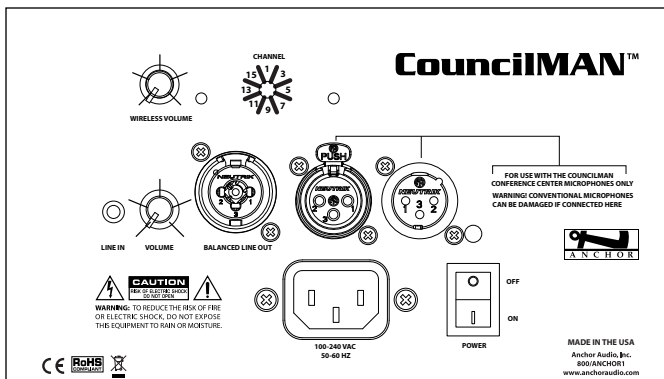 CouncilMAN™
CHANNEL
1
15 3
13 5
11 7
9
WIRELESS VOLUME
PUSH
NEUTRIK
2 1
3
NEUTRIK
2 1
3
NEUTRIK
1 3 2
FOR USE WITH THE COUNCILMAN
CONFERENCE CENTER MICROPHONES ONLY
WARNING! CONVENTIONAL MICROPHONES
CAN BE DAMAGED IF CONNECTED HERE
LINE IN
VOLUME
BALANCED LINE OUT
ANCHOR
CAUTION
RISK OF ELECTRIC SHOCK
DO NOT OPEN
WARNING: TO REDUCE THE RISK OF FIRE
OR ELECTRIC SHOCK, DO NOT EXPOSE
THIS EQUIPMENT TO RAIN OR MOISTURE.
100-240 VAC
50-60 HZ
OFF
ON
POWER
MADE IN THE USA
Anchor Audio, Inc.
800/ANCHOR1
www.anchoraudio.com
CE
RoHS
COMPLIANT